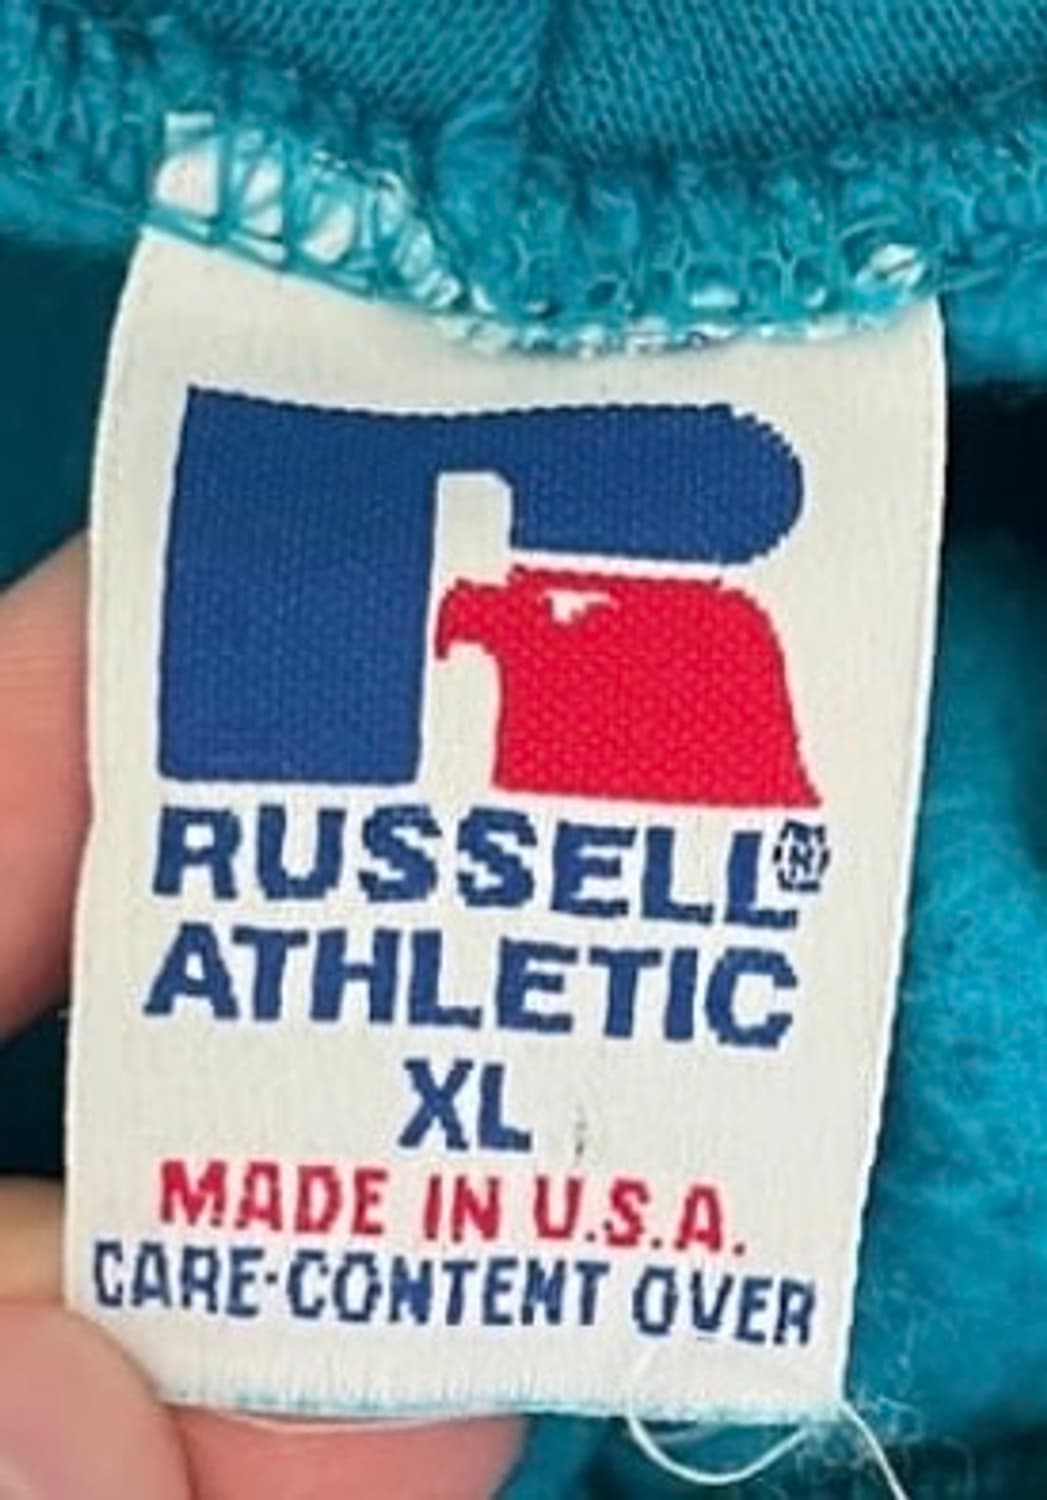 RUSSELL®
ATHLETIC
XL
MADE IN U.S.A.
CARE-CONTENT OVER